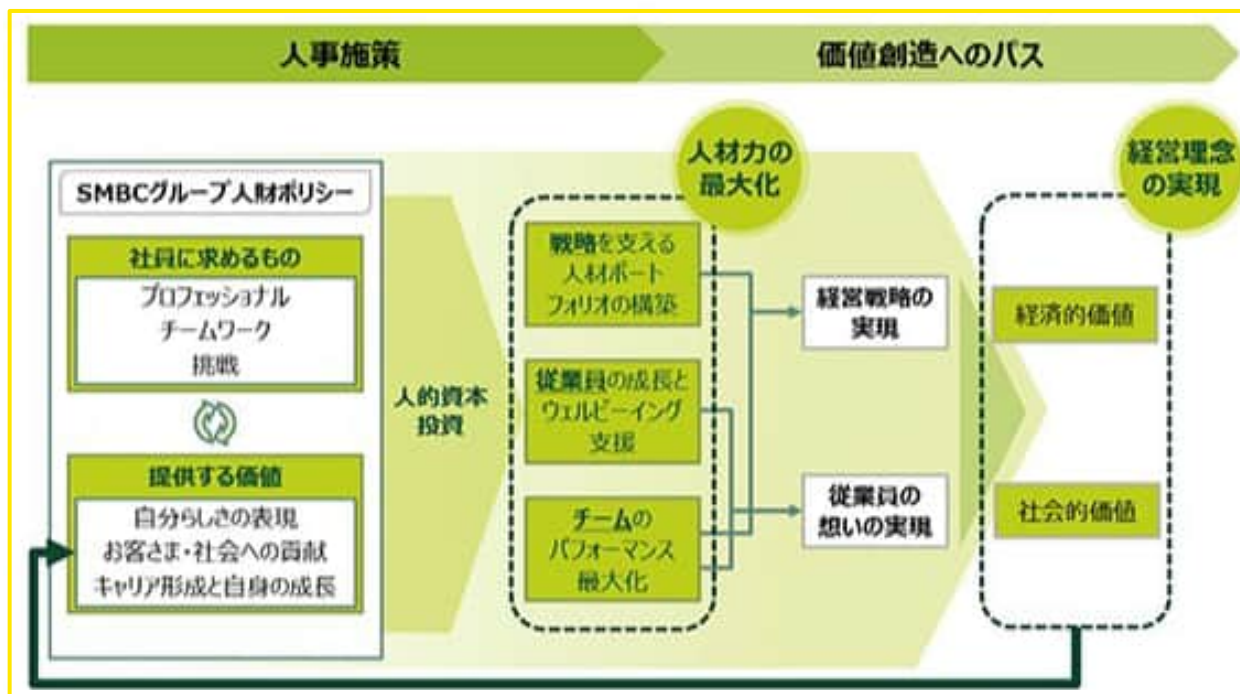 人事施策
価値創造へのパス
SMBCグループ人財ポリシー
社員に求めるもの
プロフェッショナル
チームワーク
挑戦
提供する価値
自分らしさの表現
お客さま・社会への貢献
キャリア形成と自身の成長
人的資本
投資
人材力の
最大化
戦略を支える
人材ポート
フォリオの構築
従業員の成長と
ウェルビーイング
支援
チームの
パフォーマンス
最大化
経営戦略の
実現
従業員の
想いの実現
経営理念
の実現
経済的価値
社会的価値